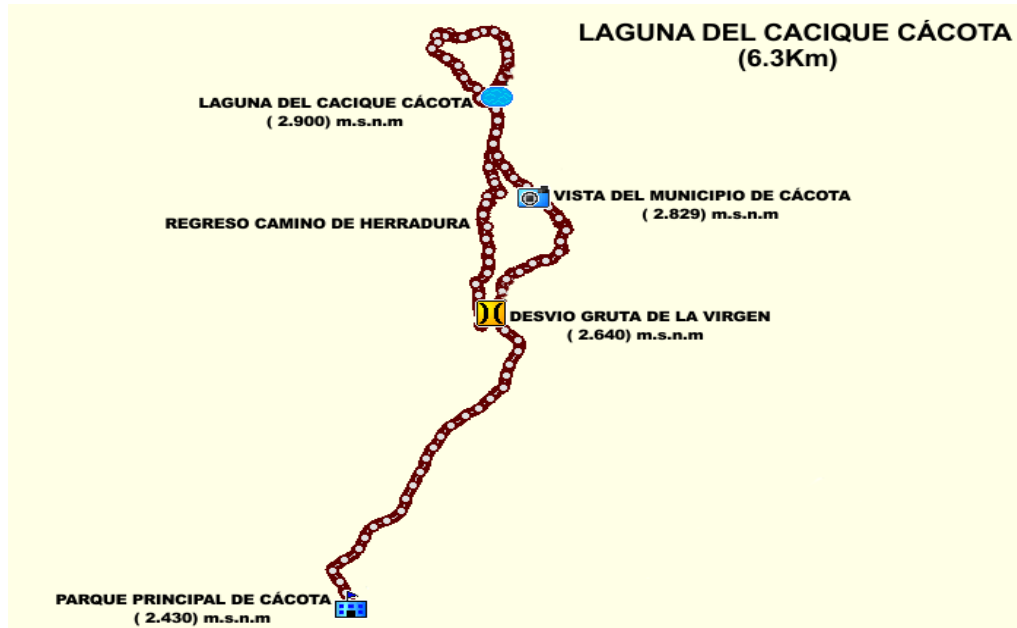 LAGUNA DEL CACIQUE CÁCOTA
(6.3Km)
LAGUNA DEL CACIQUE CÁCOTA
( 2.900) m.s.n.m
VISTA DEL MUNICIPIO DE CÁCOTA
( 2.829) m.s.n.m
REGRESO CAMINO DE HERRADURA
DESVIO GRUTA DE LA VIRGEN
( 2.640) m.s.n.m
PARQUE PRINCIPAL DE CÁCOTA
( 2.430) m.s.n.m